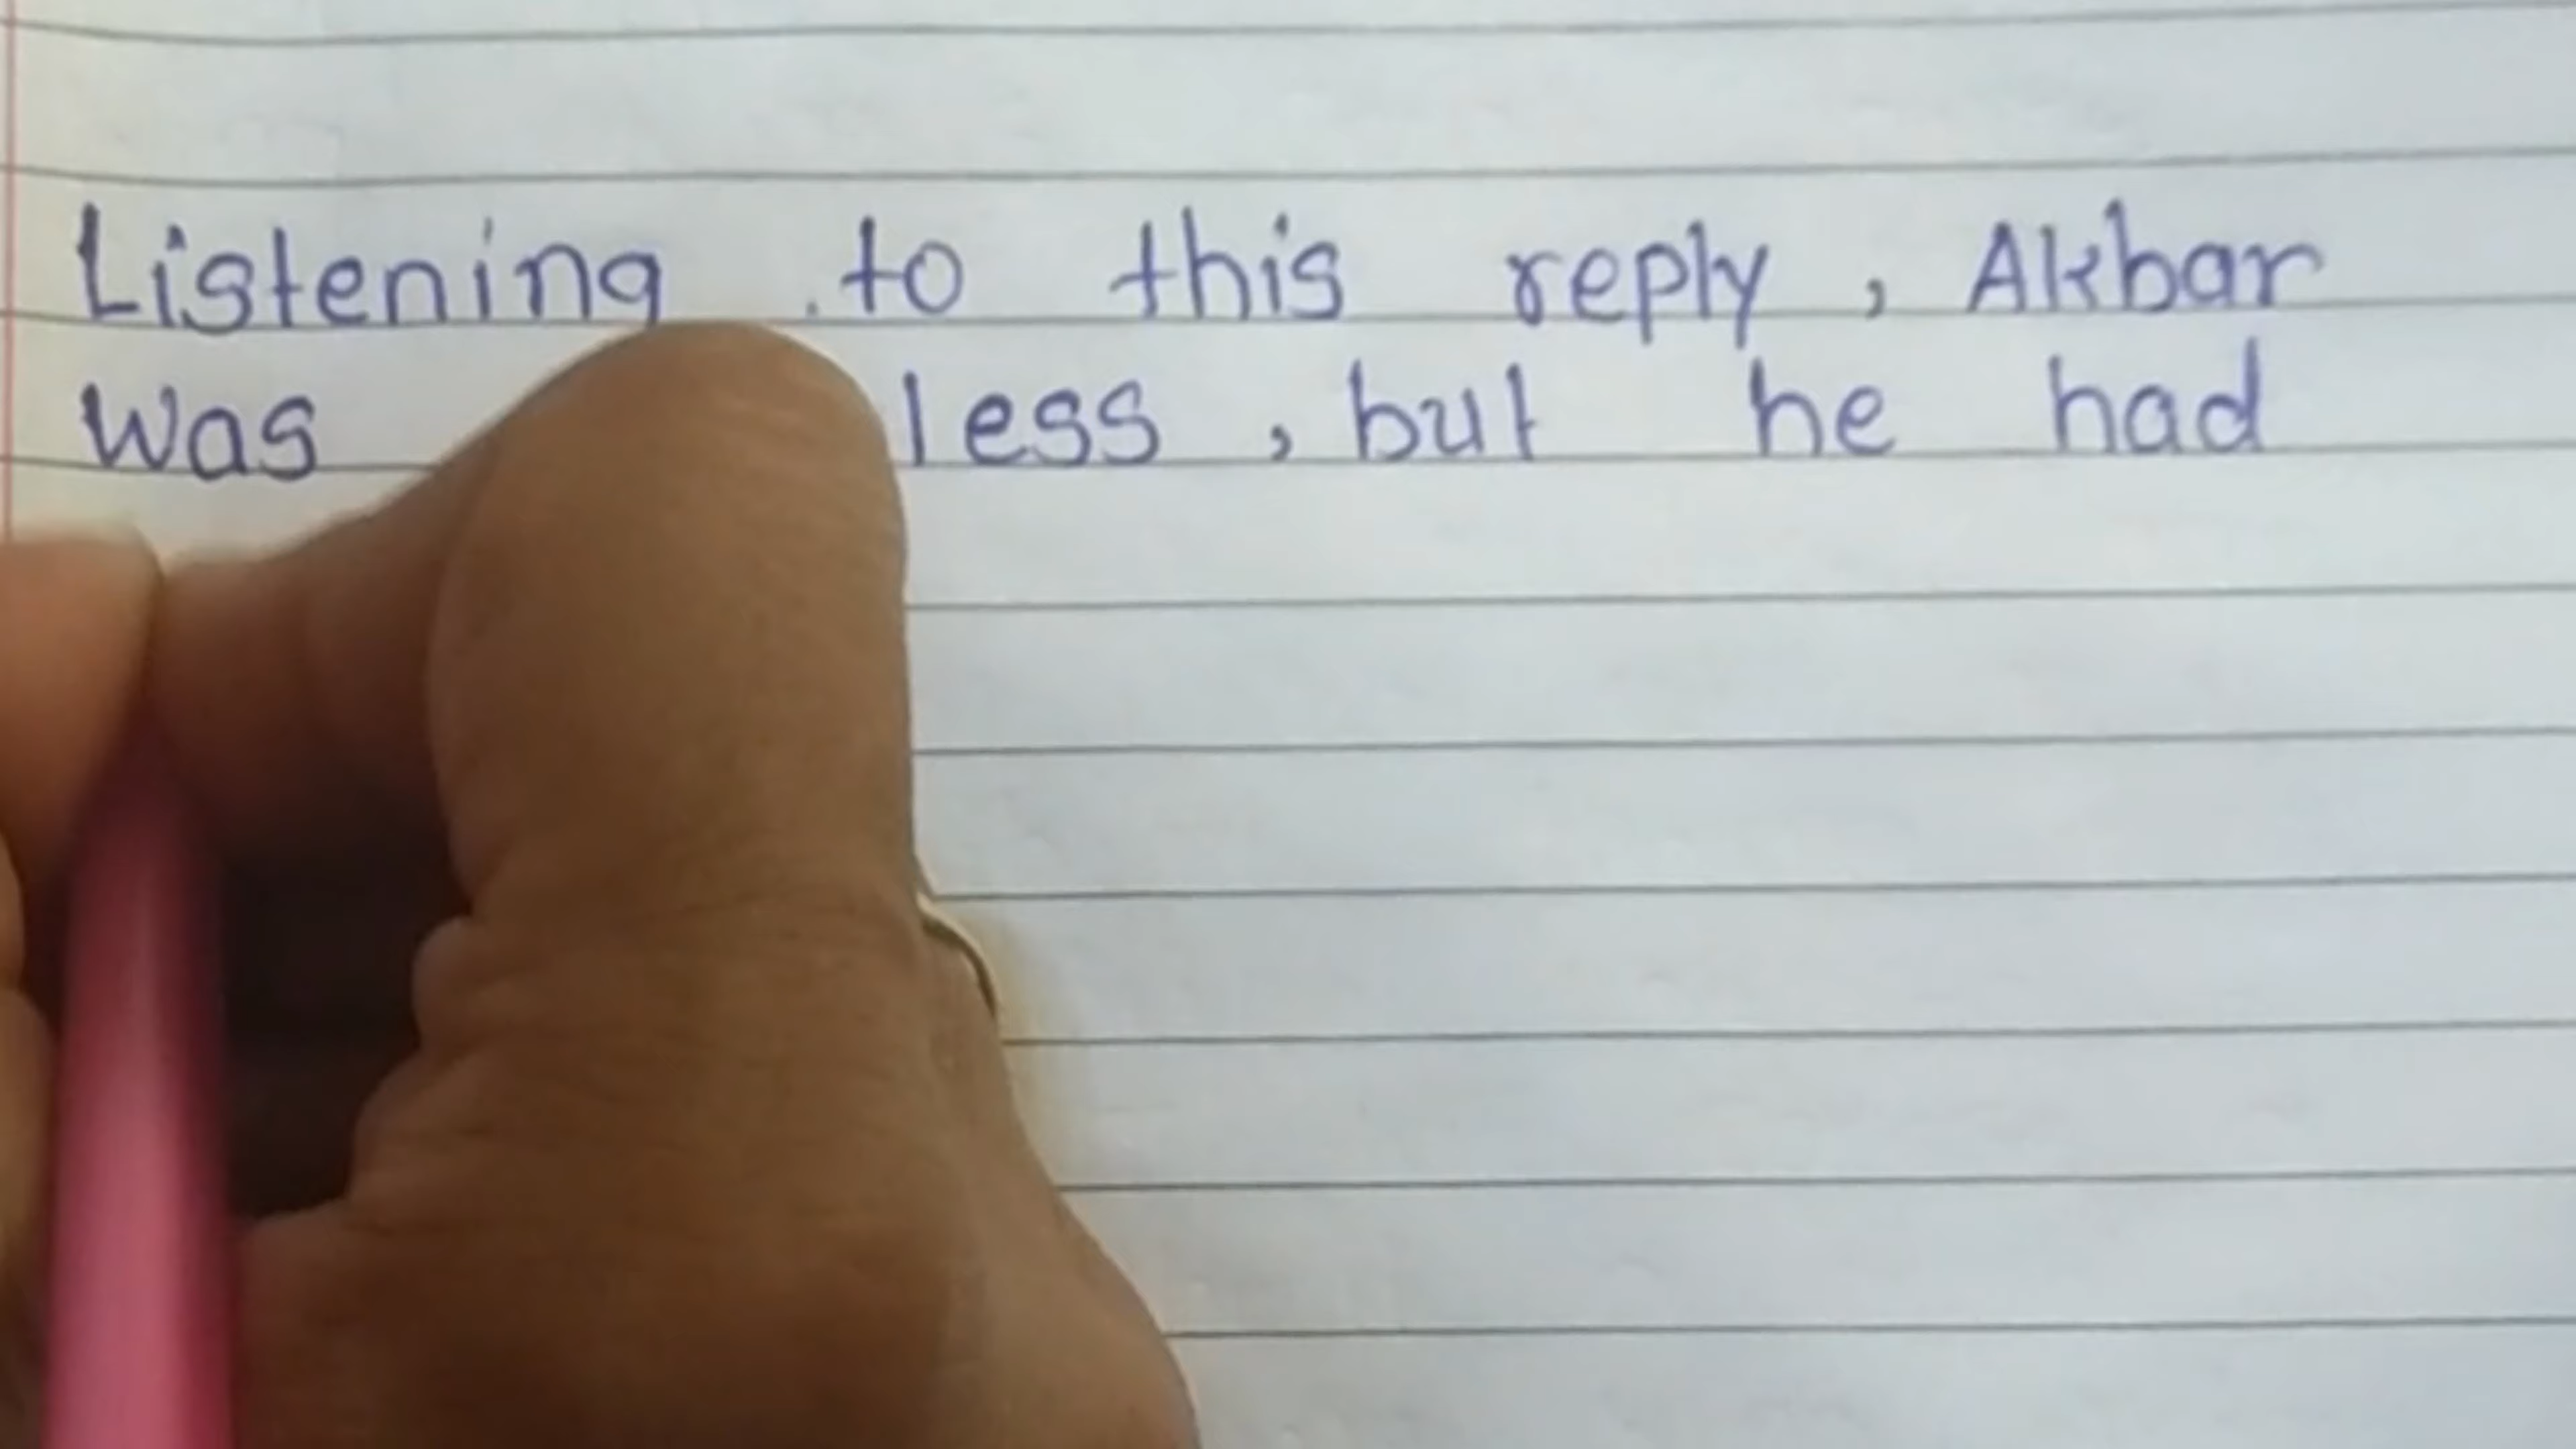 Listening to this reply, Akbar
was less, but he had